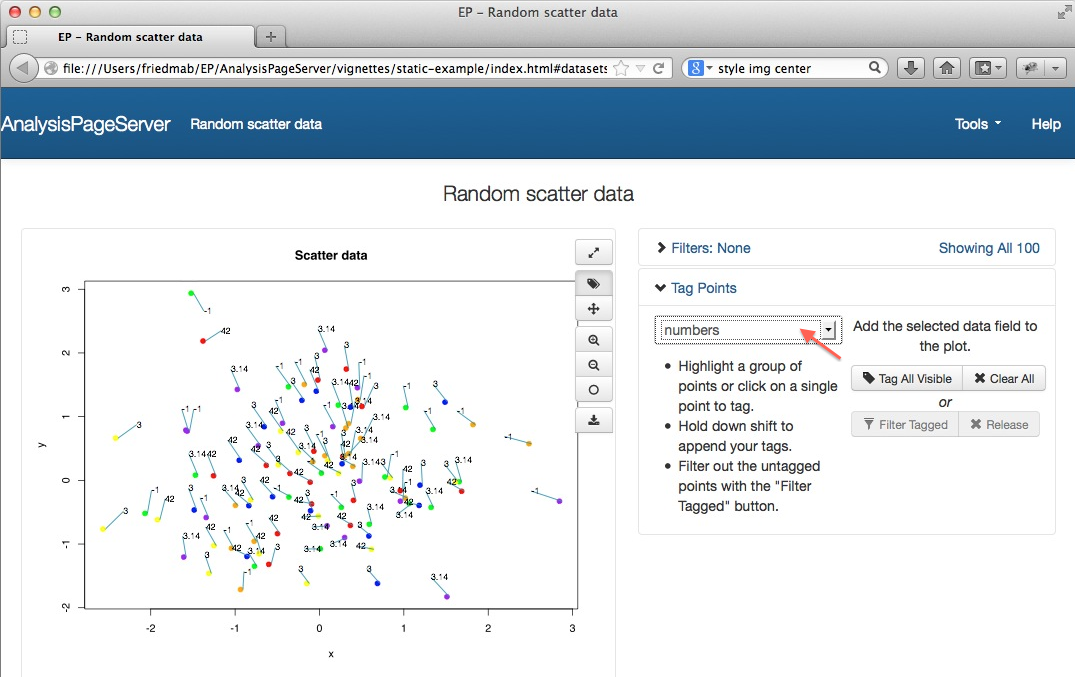 EP – Random scatter data
EP – Random scatter data
file:///Users/friedmab/EP/AnalysisPageServer/vignettes/static-example/index.html#datasets
style img center
AnalysisPageServer
Random scatter data
Tools
Help
Random scatter data
Scatter data
3
2
1
0
-1
-2
y
-2
-1
0
1
2
3
x
-1
42
3.14
3
Filters: None
Showing All 100
Tag Points
numbers
Add the selected data field to
the plot.
Highlight a group of
points or click on a single
point to tag.
Hold down shift to
append your tags.
Filter out the untagged
points with the "Filter
Tagged" button.
Tag All Visible
Clear All
or
Filter Tagged
Release